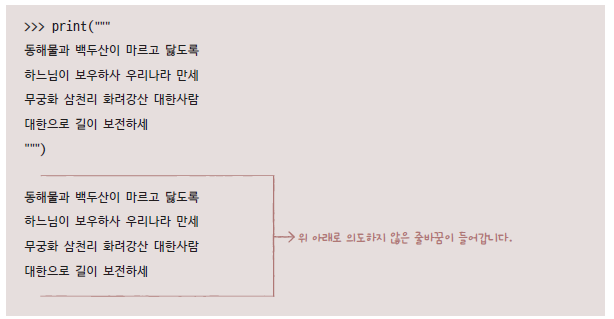 >>> print("""
동해물과 백두산이 마르고 닳도록
하느님이 보우하사 우리나라 만세
무궁화 삼천리 화려강산 대한사람
대한으로 길이 보전하세
""")
동해물과 백두산이 마르고 닳도록
하느님이 보우하사 우리나라 만세
무궁화 삼천리 화려강산 대한사람
대한으로 길이 보전하세
위 아래로 의도하지 않은 줄바꿈이 들어갑니다.